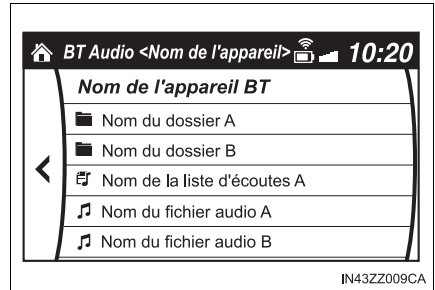 BT Audio <Nom de l'appareil> 10:20
Nom de l'appareil BT
Nom du dossier A
Nom du dossier B
Nom de la liste d'écoutes A
Nom du fichier audio A
Nom du fichier audio B
IN43ZZ009CA